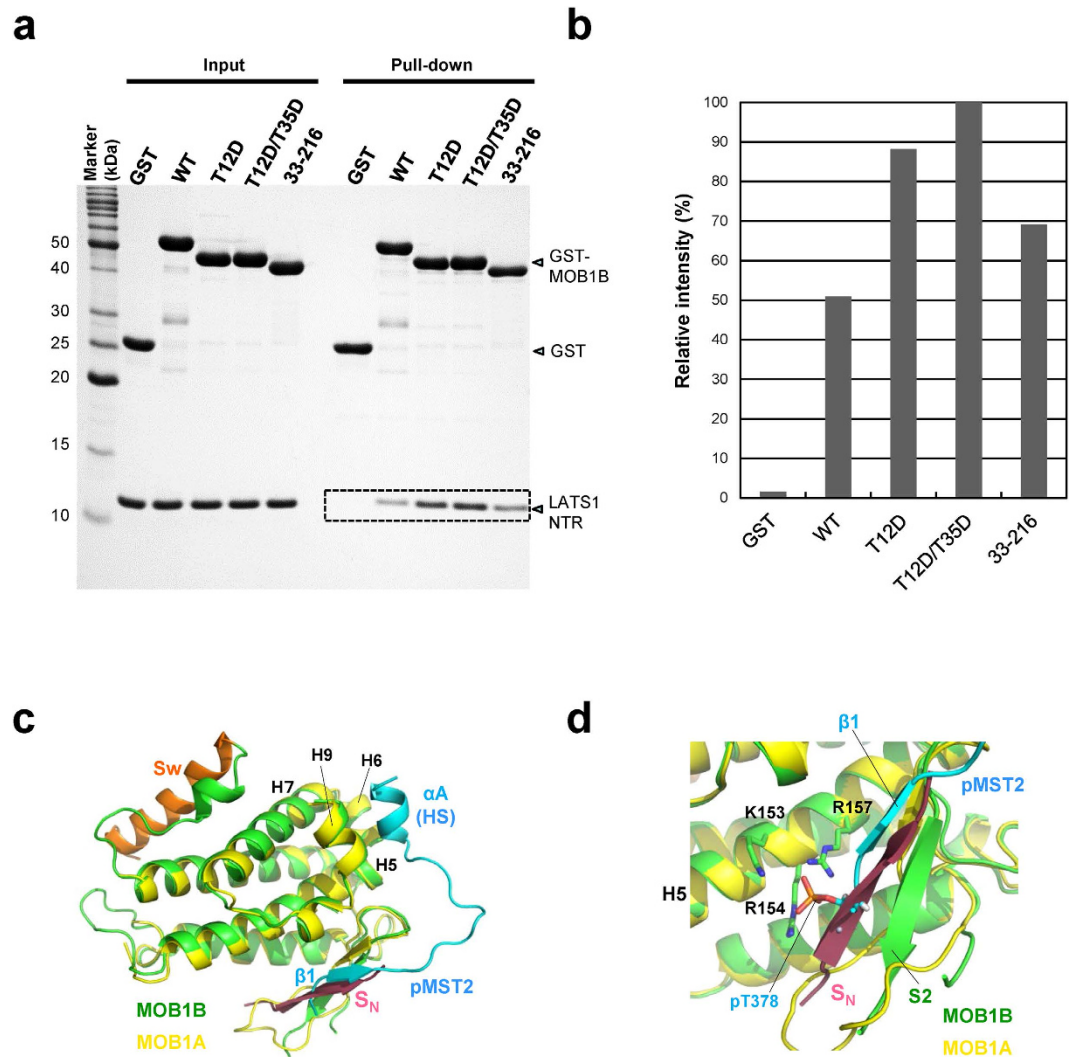 a
Input
Pull-down
Marker
(kDa)
GST
WT
T12D
T12D/T35D
33-216
GST
WT
T12D
T12D/T35D
33-216
50
40
30
25
20
15
10
GST-
MOB1B
GST
LATS1
NTR
b
Relative intensity (%)
100
90
80
70
60
50
40
30
20
10
0
GST
WT
T12D
T12D/T35D
33-216
c
Sw
H7
H9
H6
αA
(HS)
H5
β1
SN
pMST2
MOB1B
MOB1A
d
β1
pMST2
K153
R157
H5
R154
pT378
SN
S2
MOB1B
MOB1A